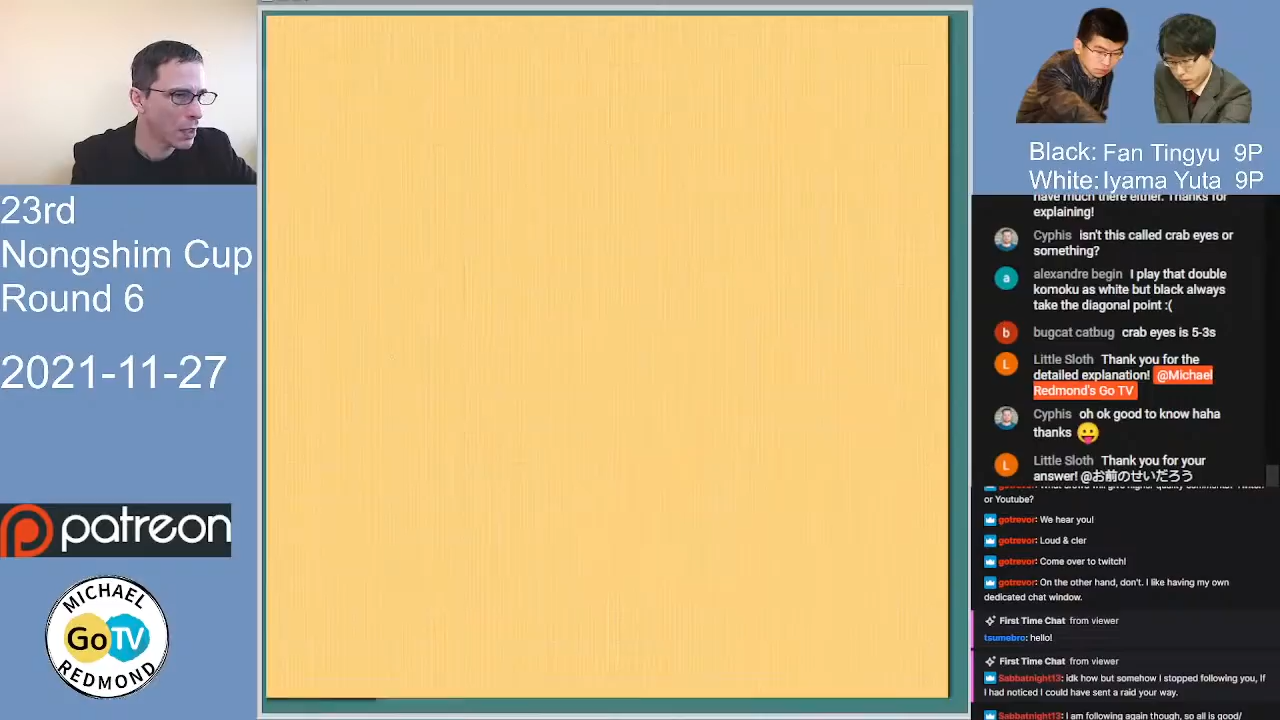 23rd
Nongshim Cup
Round 6
2021-11-27
patreon
MICHAEL
GoTV
REDMOND
Black: Fan Tingyu 9P
White: Iyama Yuta 9P
have much there either. Thanks for
explaining!
Cyphis isn't this called crab eyes or
something?
a
alexandre begin I play that double
komoku as white but black always
take the diagonal point :(
b
bugcat catbug crab eyes is 5-3s
L
Little Sloth Thank you for the
detailed explanation! @Michael
Redmond's Go TV
Cyphis oh ok good to know haha
thanks 😛
L
Little Sloth Thank you for your
answer! @お前のせいだろう
or Youtube?
gotrevor: We hear you!
gotrevor: Loud & cler
gotrevor: Come over to twitch!
gotrevor: On the other hand, don't. I like having my own
dedicated chat window.
First Time Chat from viewer
tsumebro: hello!
First Time Chat from viewer
Sabbatnight13: idk how but somehow I stopped following you, If
I had noticed I could have sent a raid your way.
Sabbatnight13: I am following again though, so all is good/